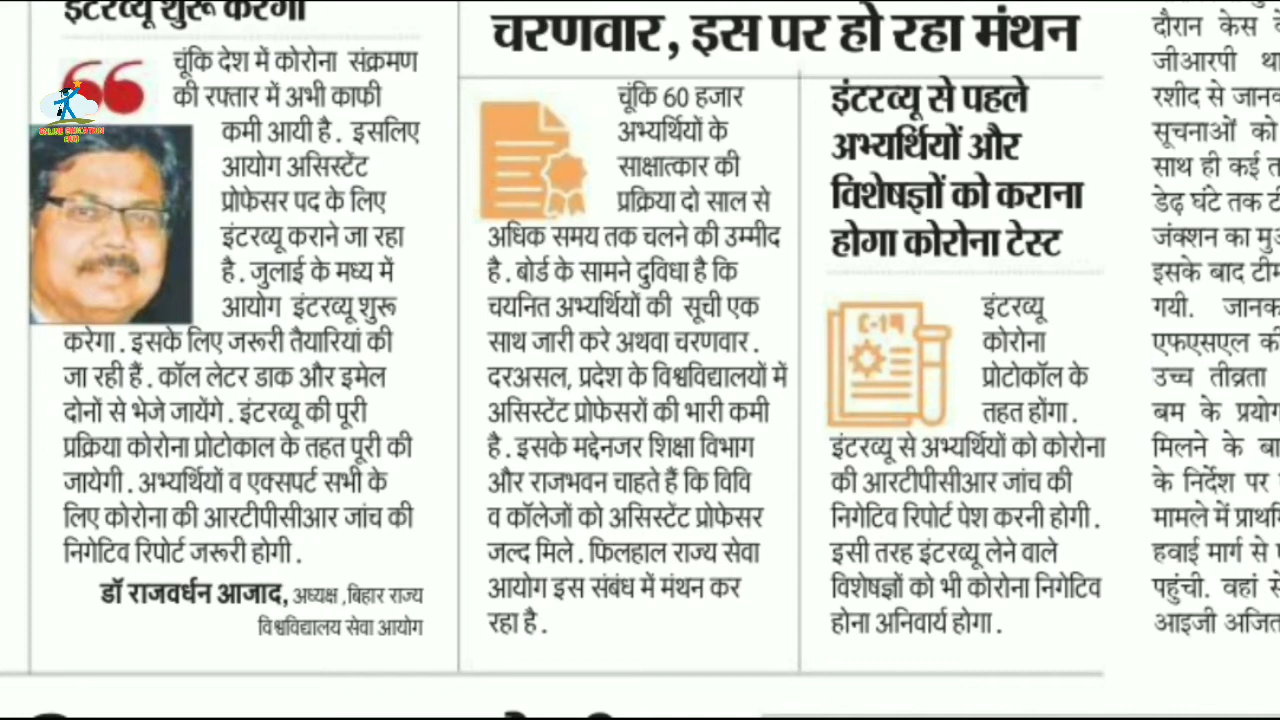 इंटरव्यू शुरू करेगा
चूंकि देश में कोरोना संक्रमण
की रफ्तार में अभी काफी
कमी आयी है. इसलिए
आयोग असिस्टेंट
प्रोफेसर पद के लिए
इंटरव्यू कराने जा रहा
है. जुलाई के मध्य में
आयोग इंटरव्यू शुरू
करेगा. इसके लिए जरूरी तैयारियां की
जा रही हैं. कॉल लेटर डाक और इमेल
दोनों से भेजे जायेंगे. इंटरव्यू की पूरी
प्रक्रिया कोरोना प्रोटोकाल के तहत पूरी की
जायेगी. अभ्यर्थियों व एक्सपर्ट सभी के
लिए कोरोना की आरटीपीसीआर जांच की
निगेटिव रिपोर्ट जरूरी होगी.
डॉ राजवर्धन आजाद, अध्यक्ष ,बिहार राज्य
विश्वविद्यालय सेवा आयोग
ONLINE EDUCATION
HUB
चरणवार, इस पर हो रहा मंथन
चूंकि 60 हजार
अभ्यर्थियों के
साक्षात्कार की
प्रक्रिया दो साल से
अधिक समय तक चलने की उम्मीद
है. बोर्ड के सामने दुविधा है कि
चयनित अभ्यर्थियों की सूची एक
साथ जारी करे अथवा चरणवार.
दरअसल, प्रदेश के विश्वविद्यालयों में
असिस्टेंट प्रोफेसरों की भारी कमी
है. इसके मद्देनजर शिक्षा विभाग
और राजभवन चाहते हैं कि विवि
व कॉलेजों को असिस्टेंट प्रोफेसर
जल्द मिले. फिलहाल राज्य सेवा
आयोग इस संबंध में मंथन कर
रहा है.
इंटरव्यू से पहले
अभ्यर्थियों और
विशेषज्ञों को कराना
होगा कोरोना टेस्ट
C-19
इंटरव्यू
कोरोना
प्रोटोकॉल के
तहत होंगा.
इंटरव्यू से अभ्यर्थियों को कोरोना
की आरटीपीसीआर जांच की
निगेटिव रिपोर्ट पेश करनी होगी.
इसी तरह इंटरव्यू लेने वाले
विशेषज्ञों को भी कोरोना निगेटिव
होना अनिवार्य होगा.
दौरान केस
जीआरपी
रशीद से
सूचनाओं को
साथ ही कई
डेढ़ घंटे तक
जंक्शन का
इसके बाद टीम
गयी.
एफएसएल की
उच्च तीव्रता
बम के
मिलने के
के निर्देश पर
मामले में
हवाई मार्ग से
पहुंची. वहां से
आइजी